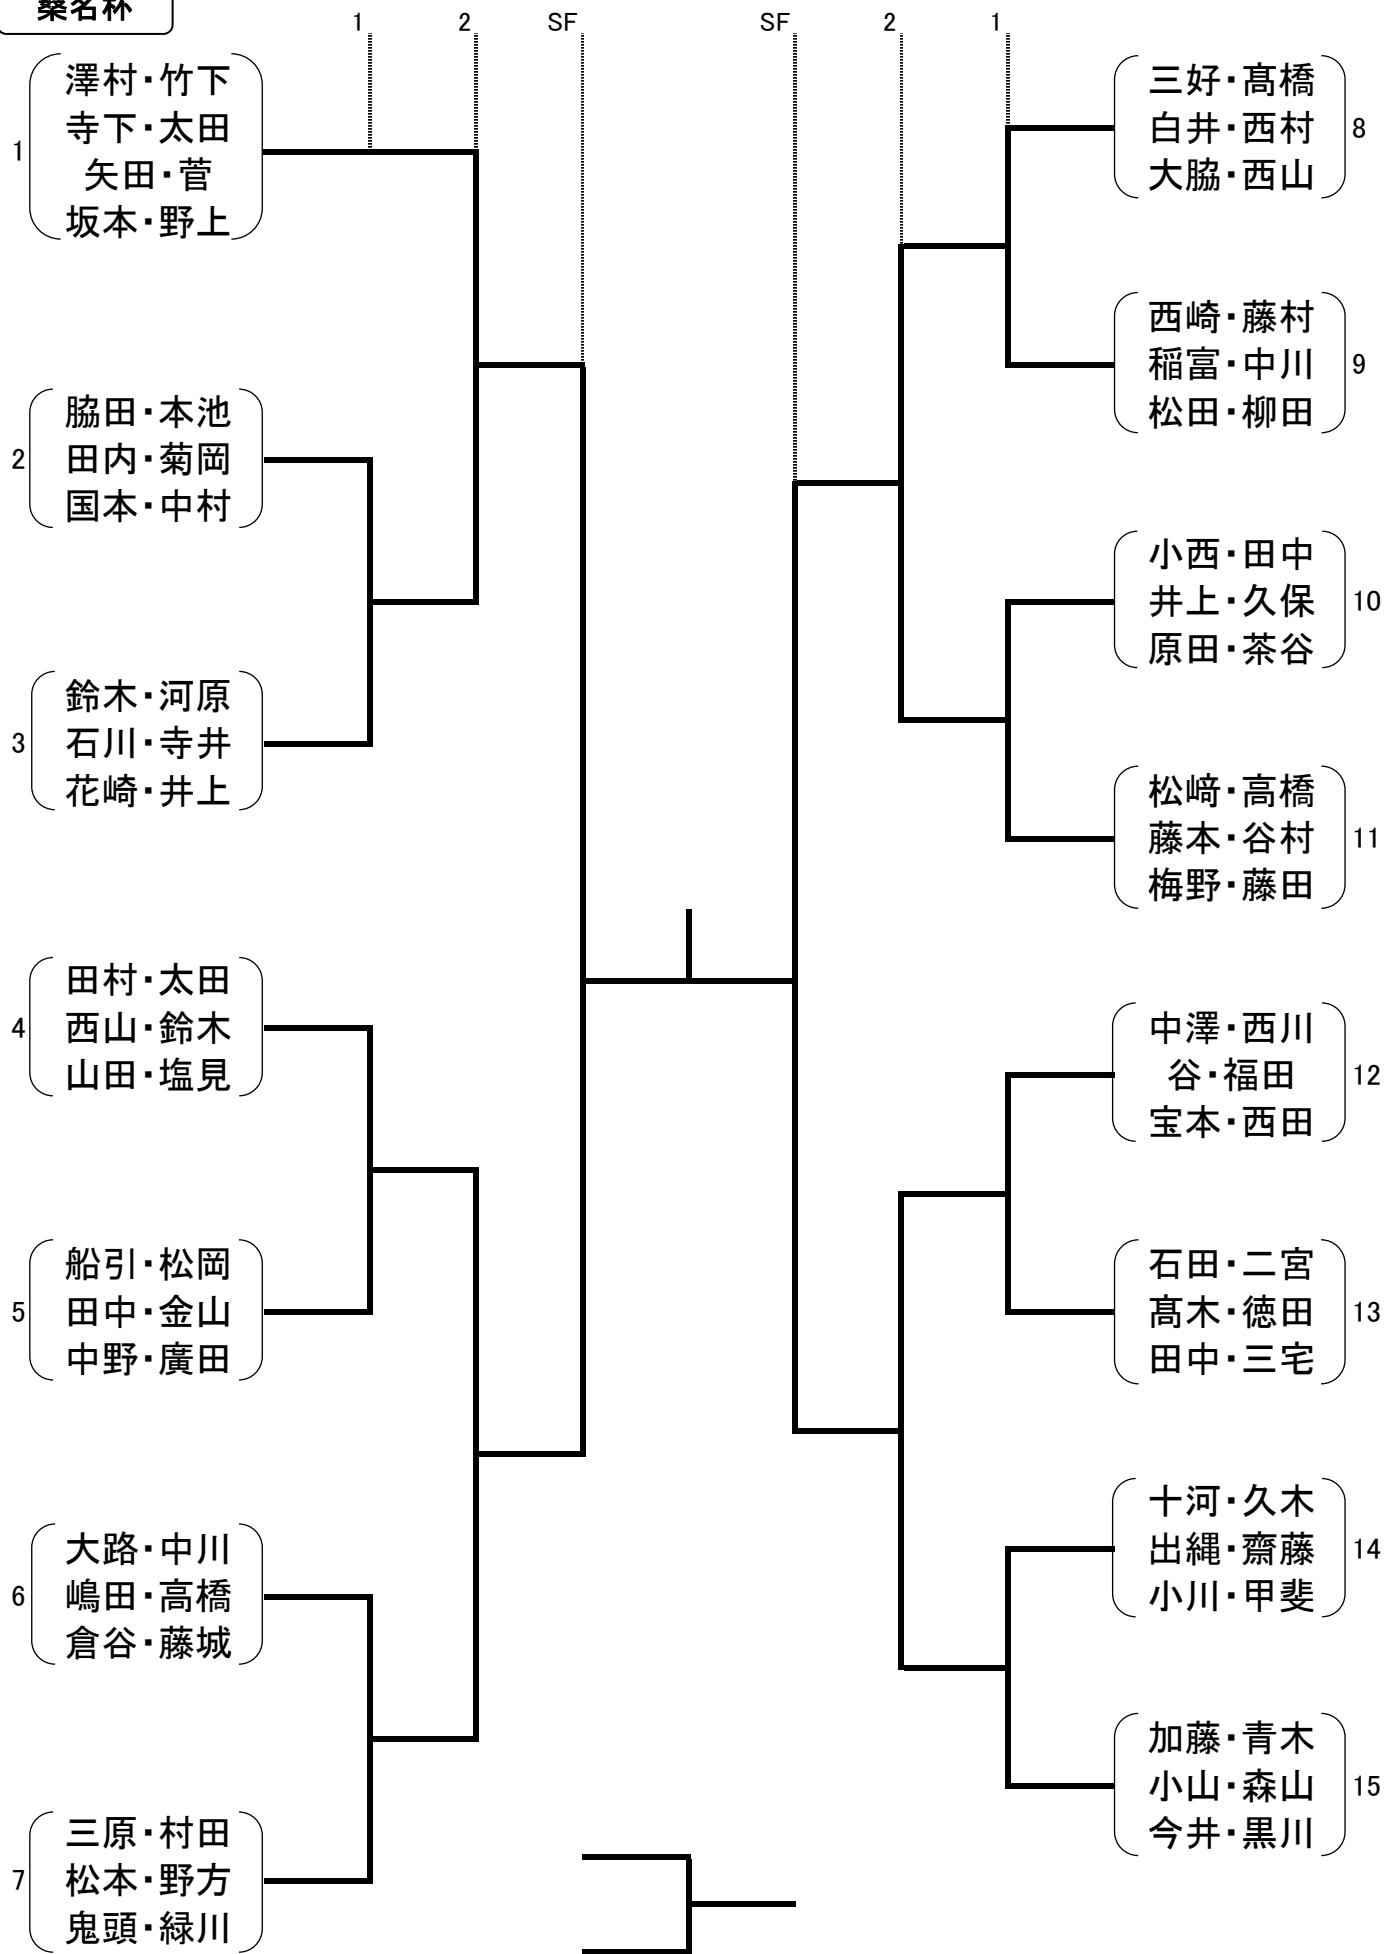 桑名杯
1 2 SF SF 2 1
1
澤村・竹下
寺下・太田
矢田・菅
坂本・野上
2
脇田・本池
田内・菊岡
国本・中村
3
鈴木・河原
石川・寺井
花崎・井上
4
田村・太田
西山・鈴木
山田・塩見
5
船引・松岡
田中・金山
中野・廣田
6
大路・中川
嶋田・高橋
倉谷・藤城
7
三原・村田
松本・野方
鬼頭・緑川
三好・髙橋
白井・西村
大脇・西山
8
西崎・藤村
稲富・中川
松田・柳田
9
小西・田中
井上・久保
原田・茶谷
10
松﨑・高橋
藤本・谷村
梅野・藤田
11
中澤・西川
谷・福田
宝本・西田
12
石田・二宮
髙木・徳田
田中・三宅
13
十河・久木
出縄・齋藤
小川・甲斐
14
加藤・青木
小山・森山
今井・黒川
15